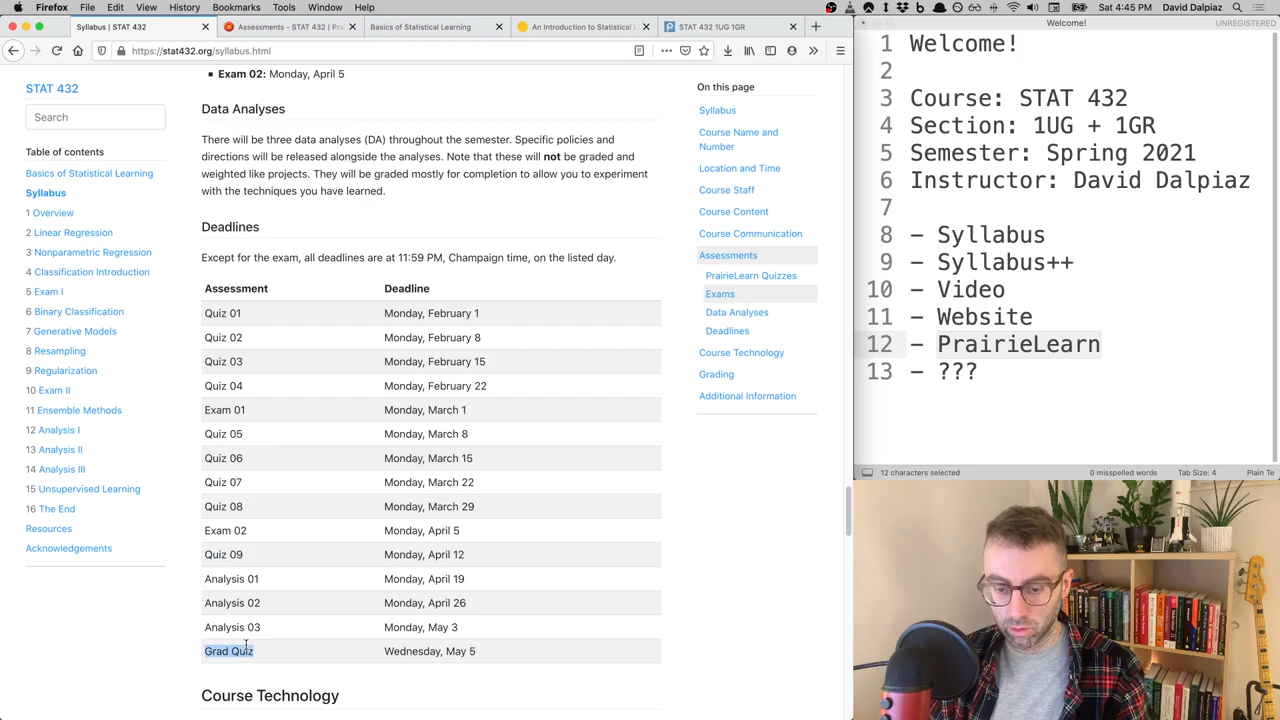 Firefox File Edit View History Bookmarks Tools Window Help
Sat 4:45 PM David Dalpiaz
Syllabus | STAT 432
Assessments - STAT 432 | Pra
Basics of Statistical Learning
An Introduction to Statistical L
STAT 432 1UG 1GR
https://stat432.org/syllabus.html
STAT 432
Search
Table of contents
Basics of Statistical Learning
Syllabus
1 Overview
2 Linear Regression
3 Nonparametric Regression
4 Classification Introduction
5 Exam I
6 Binary Classification
7 Generative Models
8 Resampling
9 Regularization
10 Exam II
11 Ensemble Methods
12 Analysis I
13 Analysis II
14 Analysis III
15 Unsupervised Learning
16 The End
Resources
Acknowledgements
Exam 02: Monday, April 5
Data Analyses
There will be three data analyses (DA) throughout the semester. Specific policies and
directions will be released alongside the analyses. Note that these will not be graded and
weighted like projects. They will be graded mostly for completion to allow you to experiment
with the techniques you have learned.
Deadlines
Except for the exam, all deadlines are at 11:59 PM, Champaign time, on the listed day.
Assessment Deadline
Quiz 01 Monday, February 1
Quiz 02 Monday, February 8
Quiz 03 Monday, February 15
Quiz 04 Monday, February 22
Exam 01 Monday, March 1
Quiz 05 Monday, March 8
Quiz 06 Monday, March 15
Quiz 07 Monday, March 22
Quiz 08 Monday, March 29
Exam 02 Monday, April 5
Quiz 09 Monday, April 12
Analysis 01 Monday, April 19
Analysis 02 Monday, April 26
Analysis 03 Monday, May 3
Grad Quiz Wednesday, May 5
Course Technology
On this page
Syllabus
Course Name and
Number
Location and Time
Course Staff
Course Content
Course Communication
Assessments
PrairieLearn Quizzes
Exams
Data Analyses
Deadlines
Course Technology
Grading
Additional Information
Welcome! UNREGISTERED
1 Welcome!
2
3 Course: STAT 432
4 Section: 1UG + 1GR
5 Semester: Spring 2021
6 Instructor: David Dalpiaz
7
8 - Syllabus
9 - Syllabus++
10 - Video
11 - Website
12 - PrairieLearn
13 - ???
12 characters selected 0 misspelled words Tab Size: 4 Plain Te